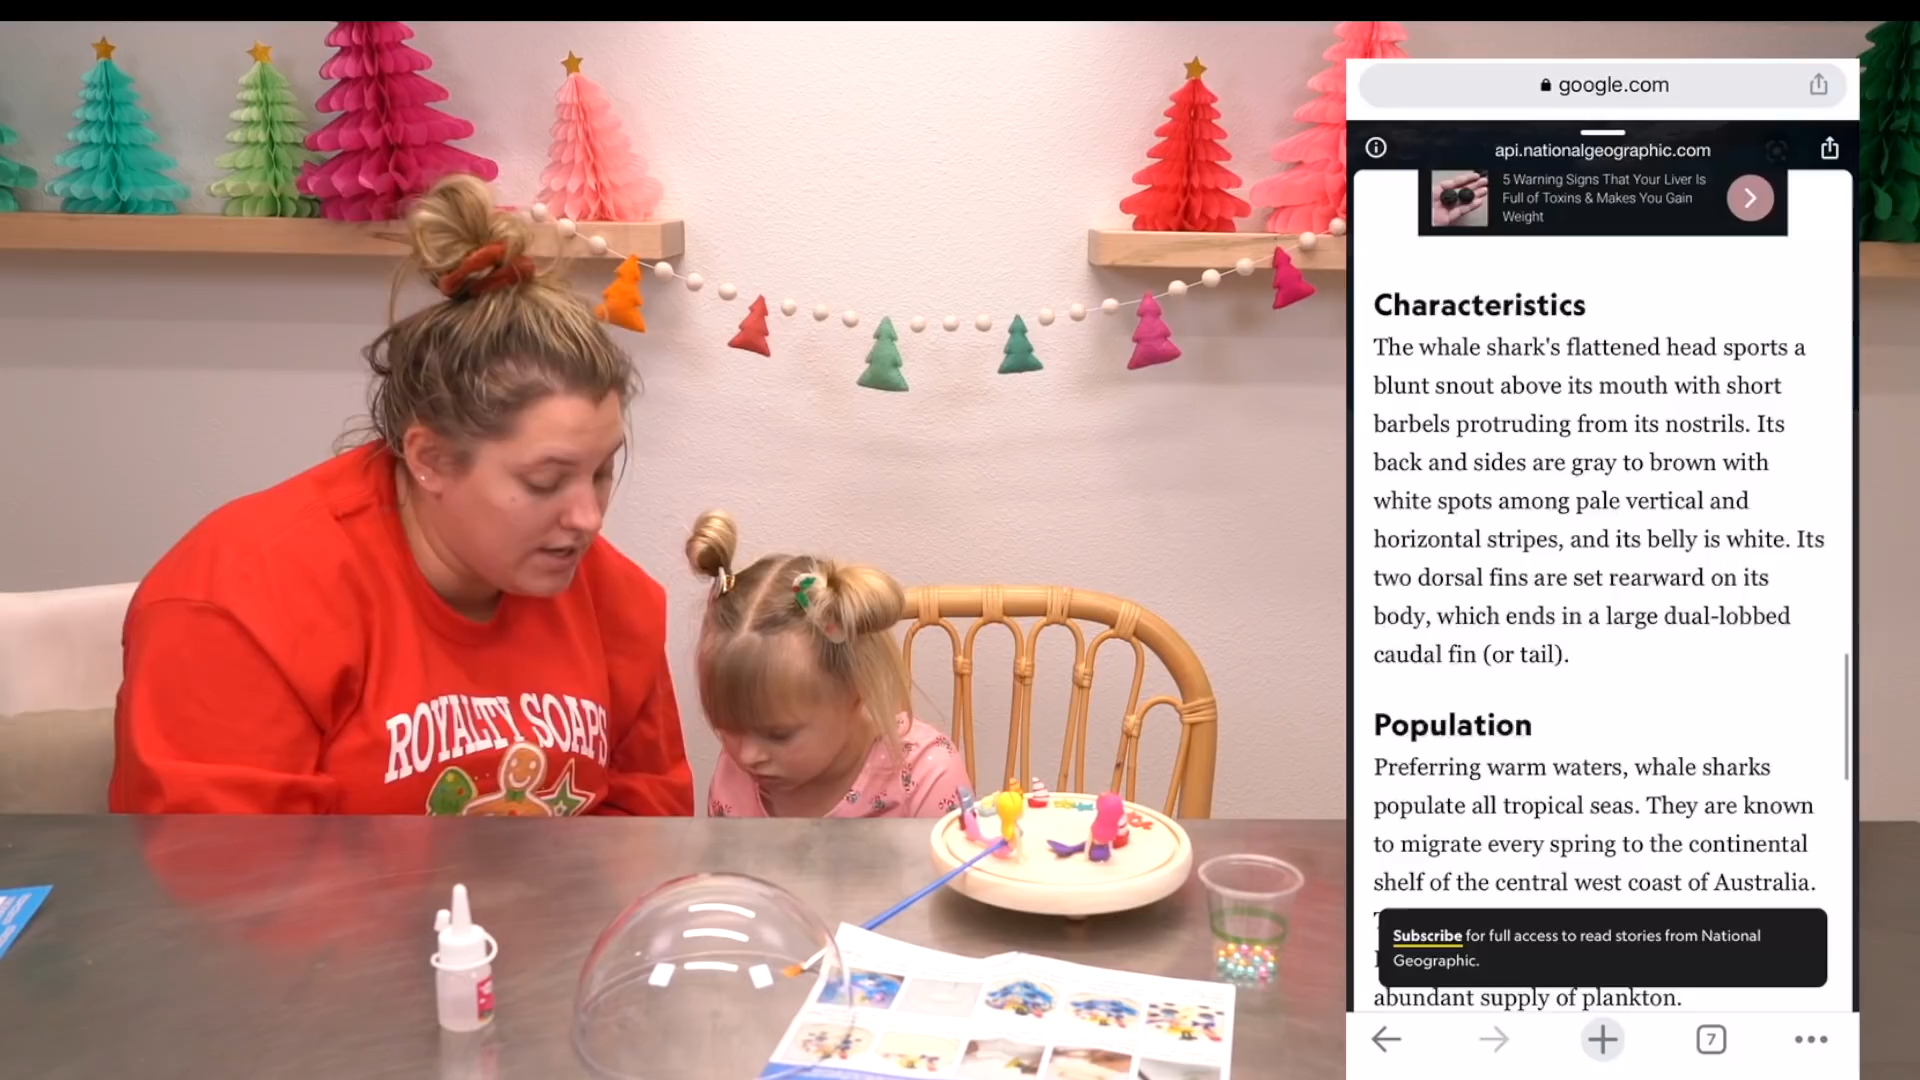 ROYALTY SOAPS
google.com
api.nationalgeographic.com
5 Warning Signs That Your Liver Is
Full of Toxins & Makes You Gain
Weight
Characteristics
The whale shark's flattened head sports a
blunt snout above its mouth with short
barbels protruding from its nostrils. Its
back and sides are gray to brown with
white spots among pale vertical and
horizontal stripes, and its belly is white. Its
two dorsal fins are set rearward on its
body, which ends in a large dual-lobbed
caudal fin (or tail).
Population
Preferring warm waters, whale sharks
populate all tropical seas. They are known
to migrate every spring to the continental
shelf of the central west coast of Australia.
Subscribe for full access to read stories from National
Geographic.
abundant supply of plankton.
7